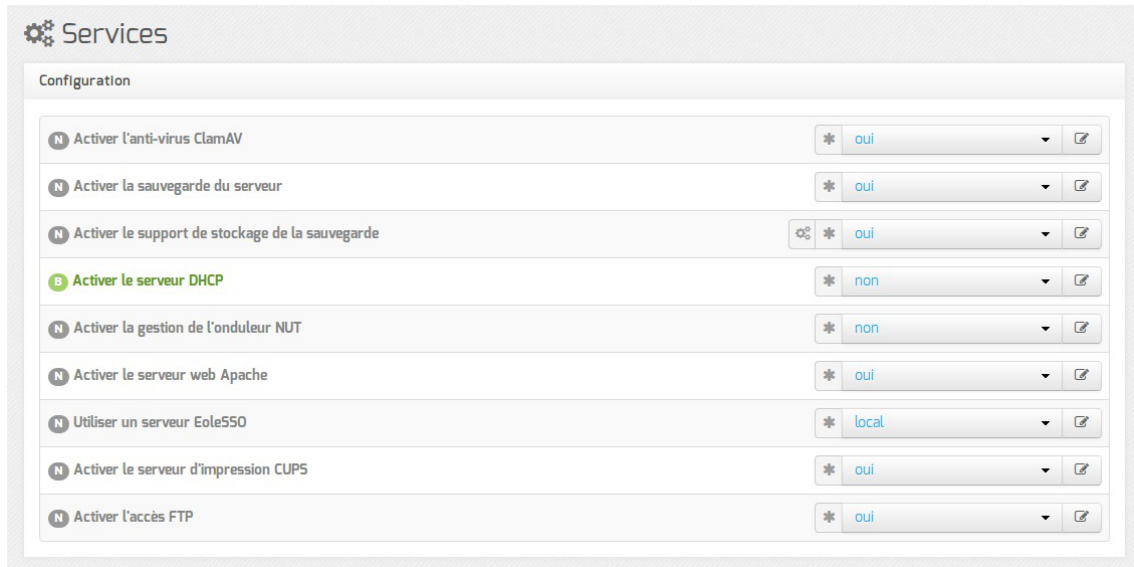 Services
Configuration
N Activer l'anti-virus ClamAV * oui
N Activer la sauvegarde du serveur * oui
N Activer le support de stockage de la sauvegarde * oui
B Activer le serveur DHCP * non
N Activer la gestion de l'onduleur NUT * non
N Activer le serveur web Apache * oui
N Utiliser un serveur EoleSSO * local
N Activer le serveur d'impression CUPS * oui
N Activer l'accès FTP * oui